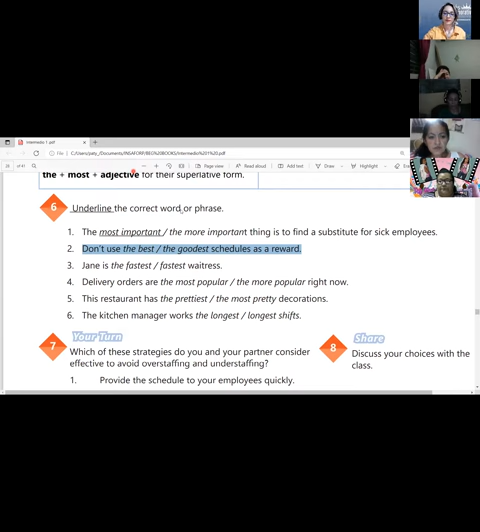 Intermedio 1 .pdf
File
C:/Users/paty_/Documents/INSAFORP/BEO%20BOOKS/Intermedio%201%20.pdf
of 41
Page view
Read aloud
Add text
Draw
Highlight
the + most + adjective for their superlative form.
6 Underline the correct word or phrase.
1. The most important / the more important thing is to find a substitute for sick employees.
2. Don't use the best / the goodest schedules as a reward.
3. Jane is the fastest / fastest waitress.
4. Delivery orders are the most popular / the more popular right now.
5. This restaurant has the prettiest / the most pretty decorations.
6. The kitchen manager works the longest / longest shifts.
7 Your Turn
Which of these strategies do you and your partner consider
effective to avoid overstaffing and understaffing?
1. Provide the schedule to your employees quickly.
8 Share
Discuss your choices with the
class.